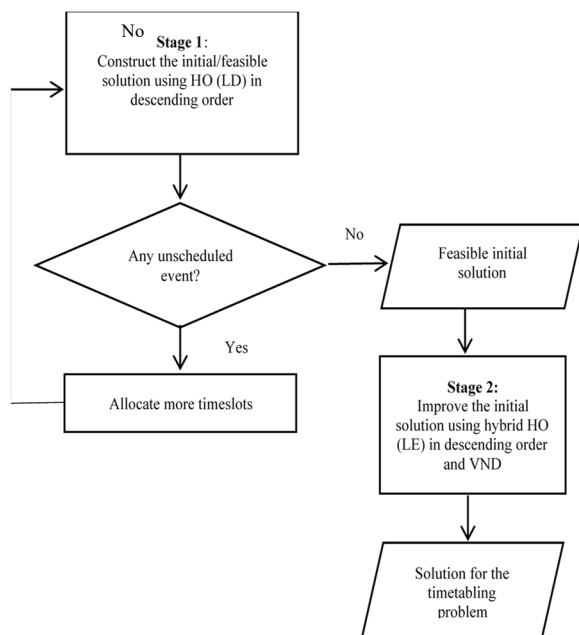 No
Stage 1:
Construct the initial/feasible
solution using HO (LD) in
descending order
Any unscheduled
event?
No
Feasible initial
solution
Yes
Allocate more timeslots
Stage 2:
Improve the initial
solution using hybrid HO
(LE) in descending order
and VND
Solution for the
timetabling
problem